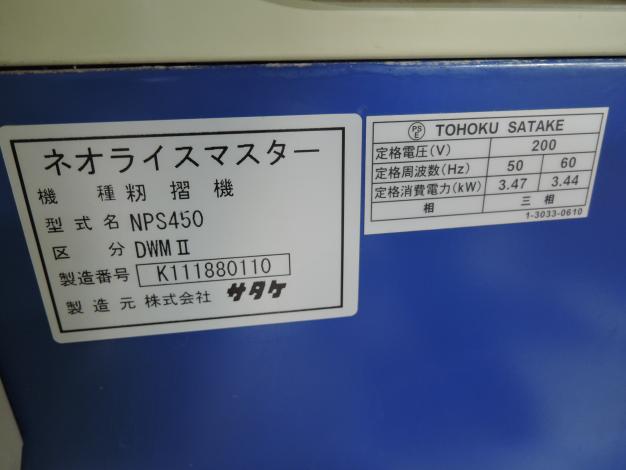 ネオライスマスター
機 種 籾 摺 機
型 式 名 NPS450
区 分 DWMⅡ
製造番号 K111880110
製 造 元 株式会社 サタケ
PS E TOHOKU SATAKE
定格電圧(V) 200
定格周波数(Hz) 50 60
定格消費電力(kW) 3.47 3.44
相 三 相
1-3033-0610